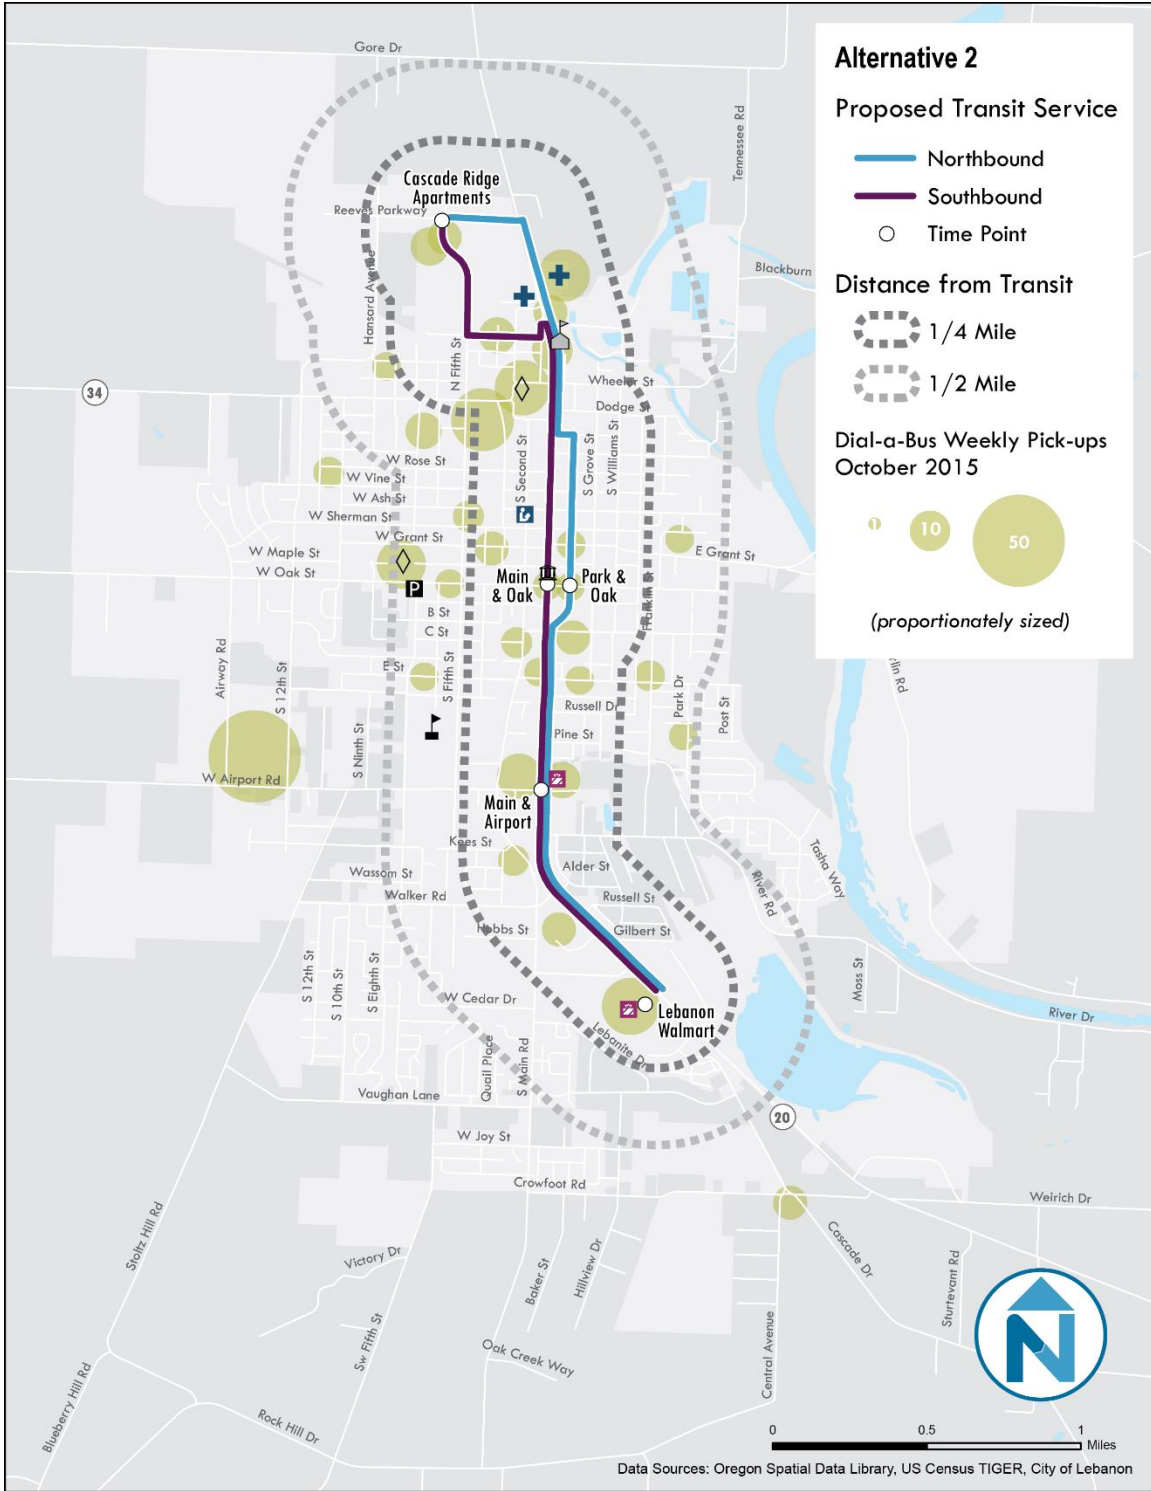 Alternative 2
Proposed Transit Service
Northbound
Southbound
Time Point
Distance from Transit
1/4 Mile
1/2 Mile
Dial-a-Bus Weekly Pick-ups
October 2015
1
10
50
(proportionately sized)
Gore Dr
Tennessee Rd
Cascade Ridge
Apartments
Reeves Parkway
Blackburn
Hansard Avenue
N Fifth St
34
Wheeler St
Dodge St
W Rose St
S Second St
S Grove St
S Williams St
W Vine St
W Ash St
W Sherman St
W Grant St
W Maple St
E Grant St
W Oak St
P
Main
& Oak
Park &
Oak
Franklin St
B St
C St
E St
Airway Rd
S 12th St
S Fifth St
Park Dr
Post St
Russell Dr
Pine St
S Ninth St
W Airport Rd
Main &
Airport
Kees St
Alder St
Tasha Way
River Rd
Wassom St
Walker Rd
Russell St
Hobbs St
Gilbert St
S 12th St
S 10th St
S Eighth St
W Cedar Dr
Moss St
River Dr
Lebanon
Walmart
Lebanite Dr
Quail Place
S Main Rd
Vaughan Lane
20
W Joy St
Crowfoot Rd
Weirich Dr
Stoltz Hill Rd
Victory Dr
Baker St
Hillview Dr
Cascade Dr
Sturtevant Rd
Sw Fifth St
Oak Creek Way
Central Avenue
Blueberry Hill Rd
Rock Hill Dr
N
0
0.5
1
Miles
Data Sources: Oregon Spatial Data Library, US Census TIGER, City of Lebanon